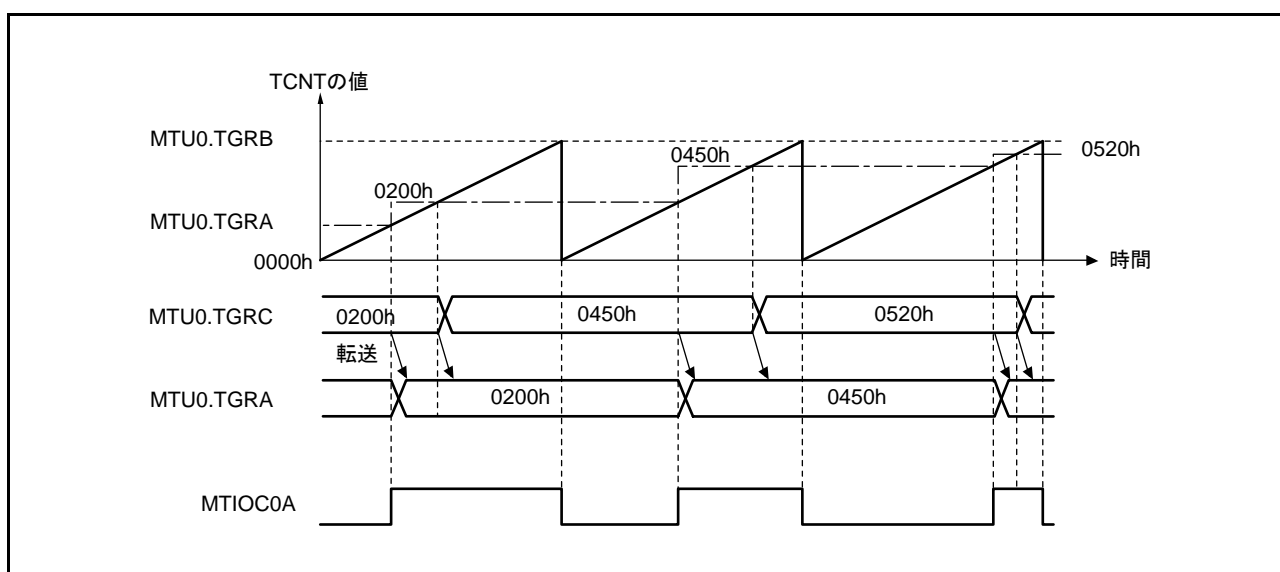 TCNTの値
MTU0.TGRB
0520h
0450h
0200h
MTU0.TGRA
0000h
時間
MTU0.TGRC
0200h
0450h
0520h
転送
MTU0.TGRA
0200h
0450h
MTIOC0A